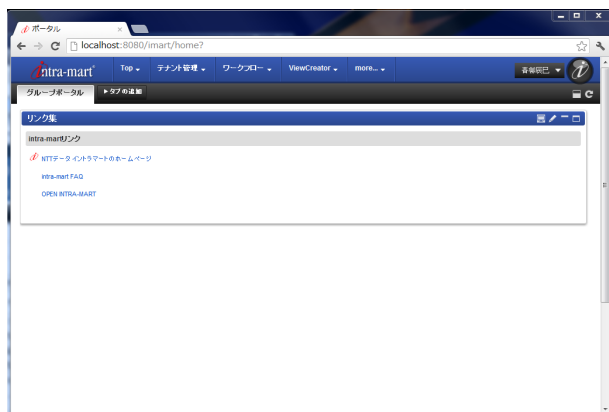 ポータル
localhost:8080/imart/home?
intra-mart
Top テナント管理 ワークフロー ViewCreator more...
グループポータル タブの追加
リンク集
intra-martリンク
NTTデータ イントラマートのホームページ
intra-mart FAQ
OPEN INTRA-MART